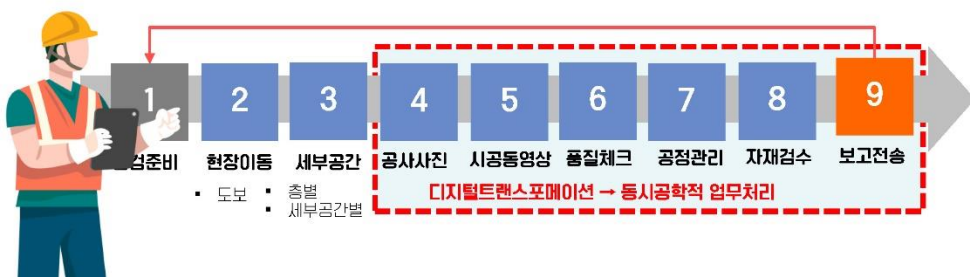 1 2 3 4 5 6 7 8 9
검준비 현장이동 세부공간 공사사진 시공동영상 품질체크 공정관리 자재검수 보고전송
▪ 도보 ▪ 층별
▪ 세부공간별
디지털트랜스포메이션 → 동시공학적 업무처리